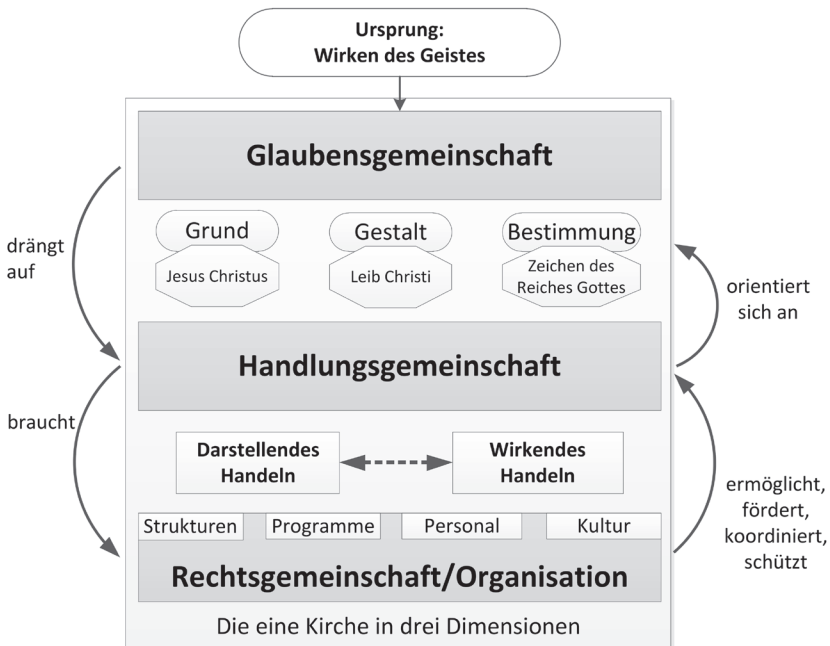 Ursprung:
Wirken des Geistes
Glaubensgemeinschaft
drängt
auf
Grund
Jesus Christus
Gestalt
Leib Christi
Bestimmung
Zeichen des
Reiches Gottes
orientiert
sich an
Handlungsgemeinschaft
braucht
Darstellendes
Handeln
Wirkendes
Handeln
ermöglicht,
fördert,
koordiniert,
schützt
Strukturen
Programme
Personal
Kultur
Rechtsgemeinschaft/Organisation
Die eine Kirche in drei Dimensionen